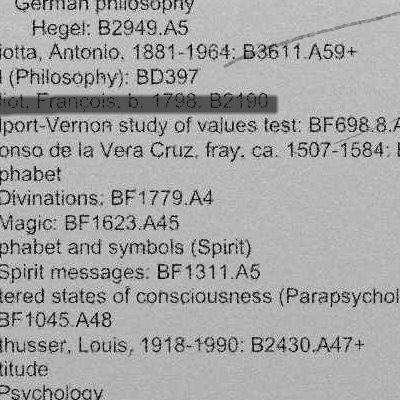 German philosophy
Hegel: B2949.A5
iotta, Antonio, 1881-1964: B3611.A59+
l (Philosophy): BD397
liot, François, b. 1798: B2190
lport-Vernon study of values test: BF698.8.A
onso de la Vera Cruz, fray, ca. 1507-1584:
phabet
Divinations: BF1779.A4
Magic: BF1623.A45
phabet and symbols (Spirit)
Spirit messages: BF1311.A5
tered states of consciousness (Parapsychol
BF1045.A48
thusser, Louis, 1918-1990: B2430.A47+
titude
Psychology